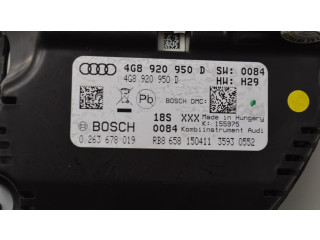 4G8 920 950 D SW: 0084
4G8 920 950 D HW: H29
Pb BOSCH DMC:
18S XXX Made in Hungary
K: 155975
BOSCH 0084 Kombiinstrument Audi
0 263 678 019 RB8 658 150411 3593 0552